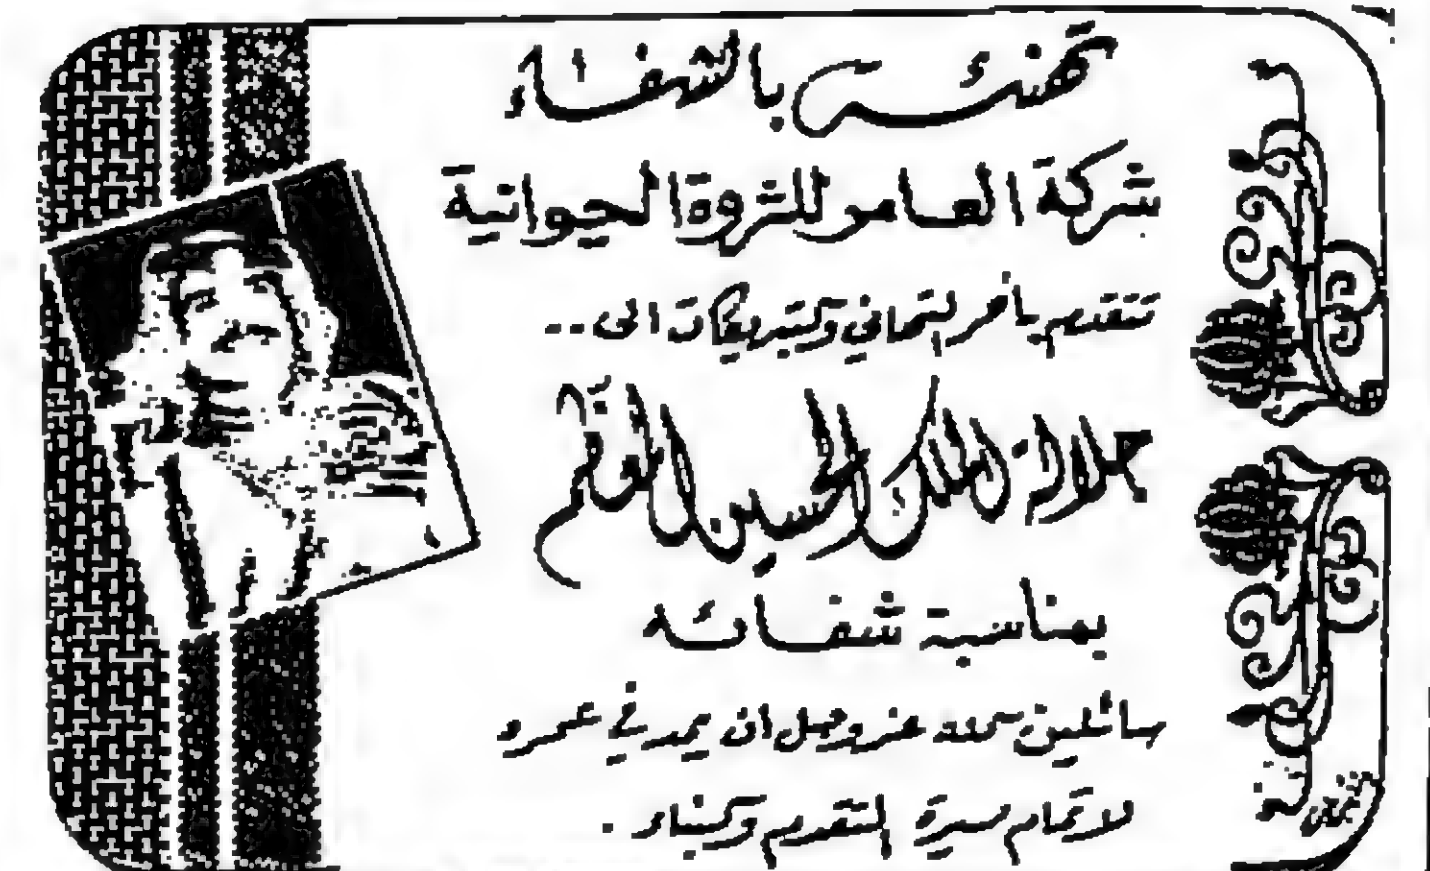 تهنئة بالشفاء
شركة العامر للثروة الحيوانية
تتقدم بأحر التهاني والتبريكات الى ..
جلالة الملك الحسين المعظم
بمناسبة شفائه
سائلين الله عز وجل ان يمد في عمره
لاتمام مسيرة التقدم والبناء .